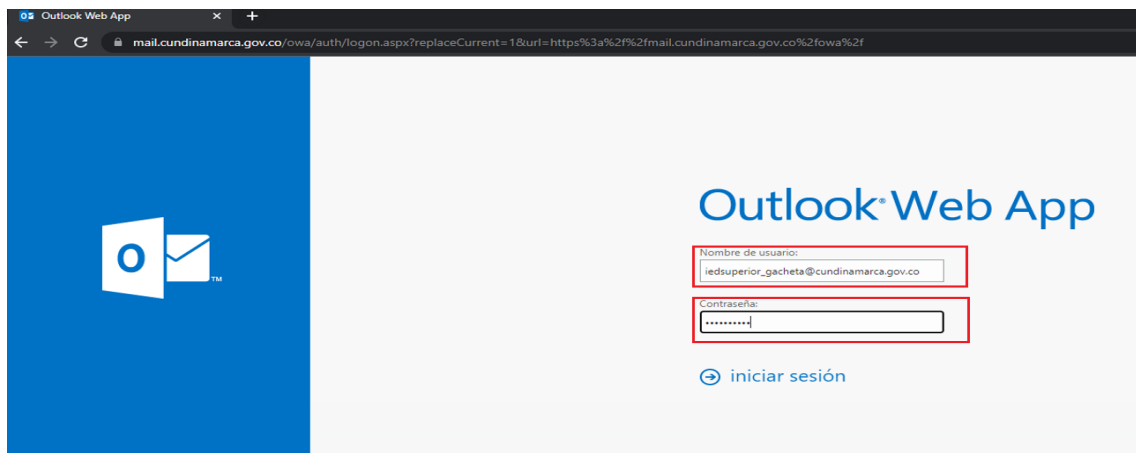 Outlook Web App
mail.cundinamarca.gov.co/owa/auth/logon.aspx?replaceCurrent=1&url=https%3a%2f%2fmail.cundinamarca.gov.co%2fowa%2f
Outlook® Web App
Nombre de usuario:
iedsuperior_gacheta@cundinamarca.gov.co
Contraseña:
••••••••••
iniciar sesión
O
TM